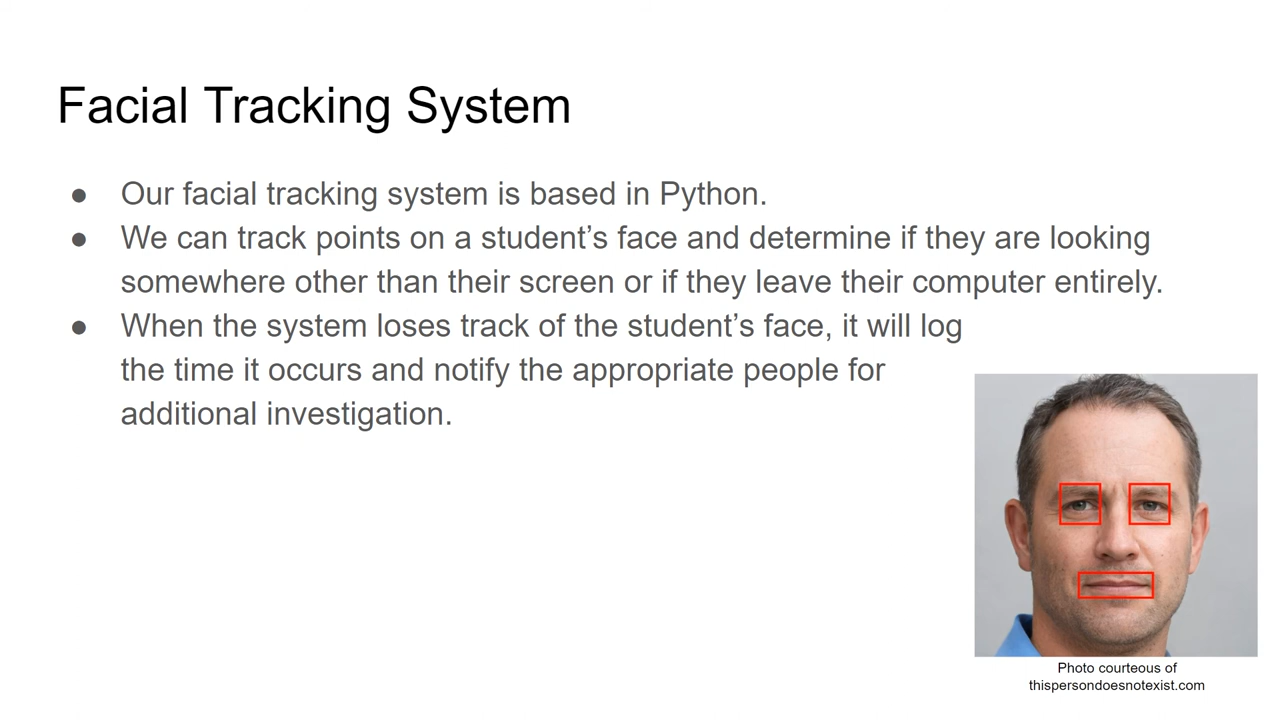 Facial Tracking System
● Our facial tracking system is based in Python.
● We can track points on a student’s face and determine if they are looking
somewhere other than their screen or if they leave their computer entirely.
● When the system loses track of the student’s face, it will log
the time it occurs and notify the appropriate people for
additional investigation.
Photo courteous of
thispersondoesnotexist.com